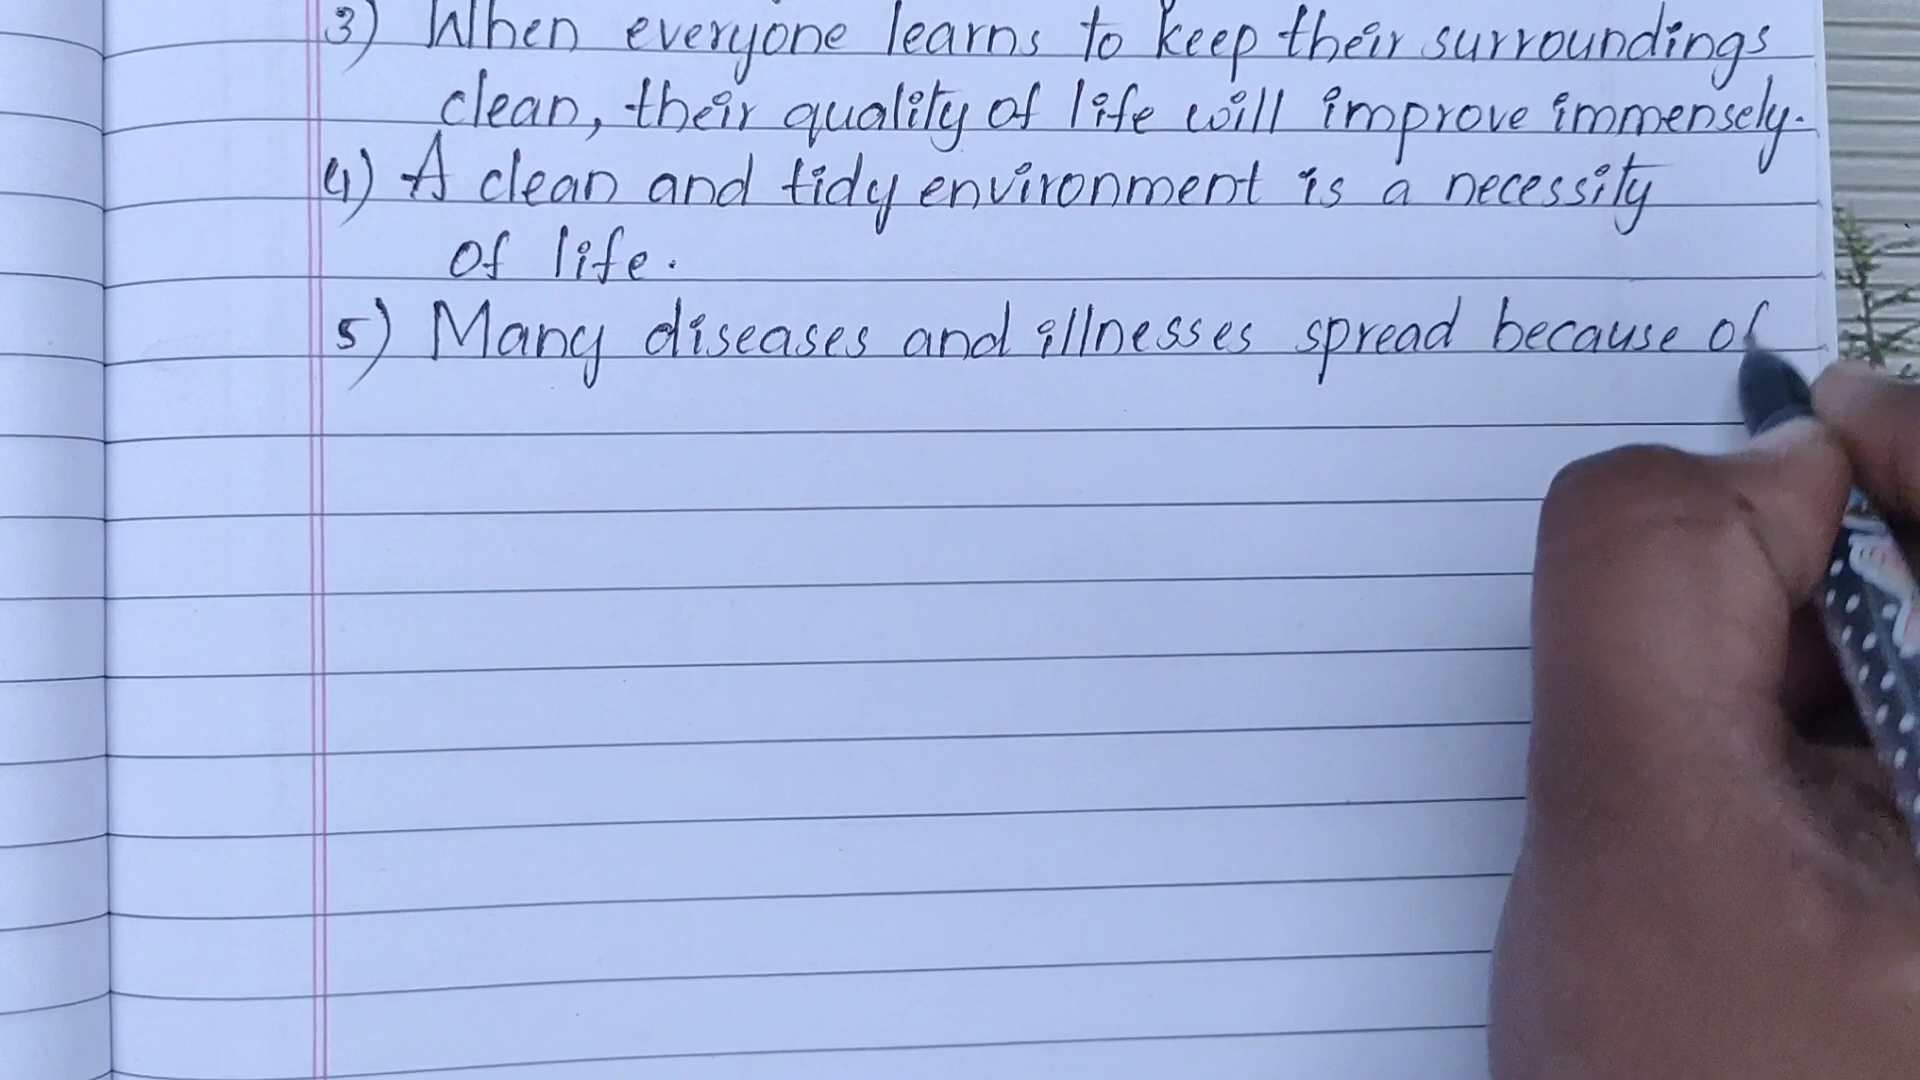 3) When everyone learns to keep their surroundings
clean, their quality of life will improve immensely.
4) A clean and tidy environment is a necessity
of life.
5) Many diseases and illnesses spread because of